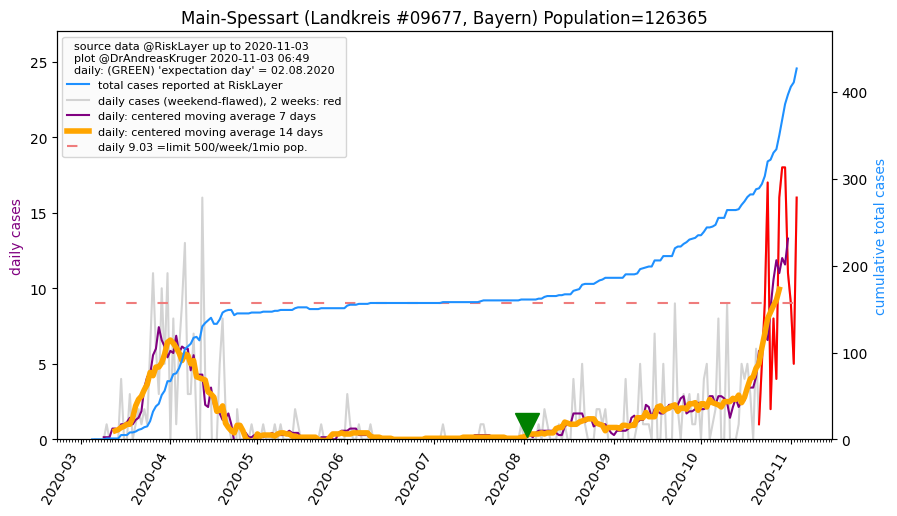 Main-Spessart (Landkreis #09677, Bayern) Population=126365
source data @RiskLayer up to 2020-11-03
plot @DrAndreasKruger 2020-11-03 06:49
daily: (GREEN) 'expectation day' = 02.08.2020
total cases reported at RiskLayer
daily cases (weekend-flawed), 2 weeks: red
daily: centered moving average 7 days
daily: centered moving average 14 days
daily 9.03 =limit 500/week/1mio pop.
daily cases
25
20
15
10
5
0
cumulative total cases
400
300
200
100
0
2020-03
2020-04
2020-05
2020-06
2020-07
2020-08
2020-09
2020-10
2020-11